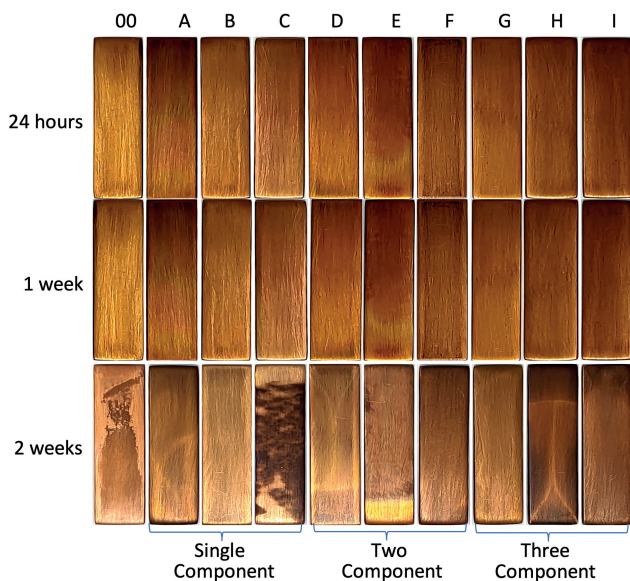 00 A B C D E F G H I
24 hours
1 week
2 weeks
Single
Component
Two
Component
Three
Component